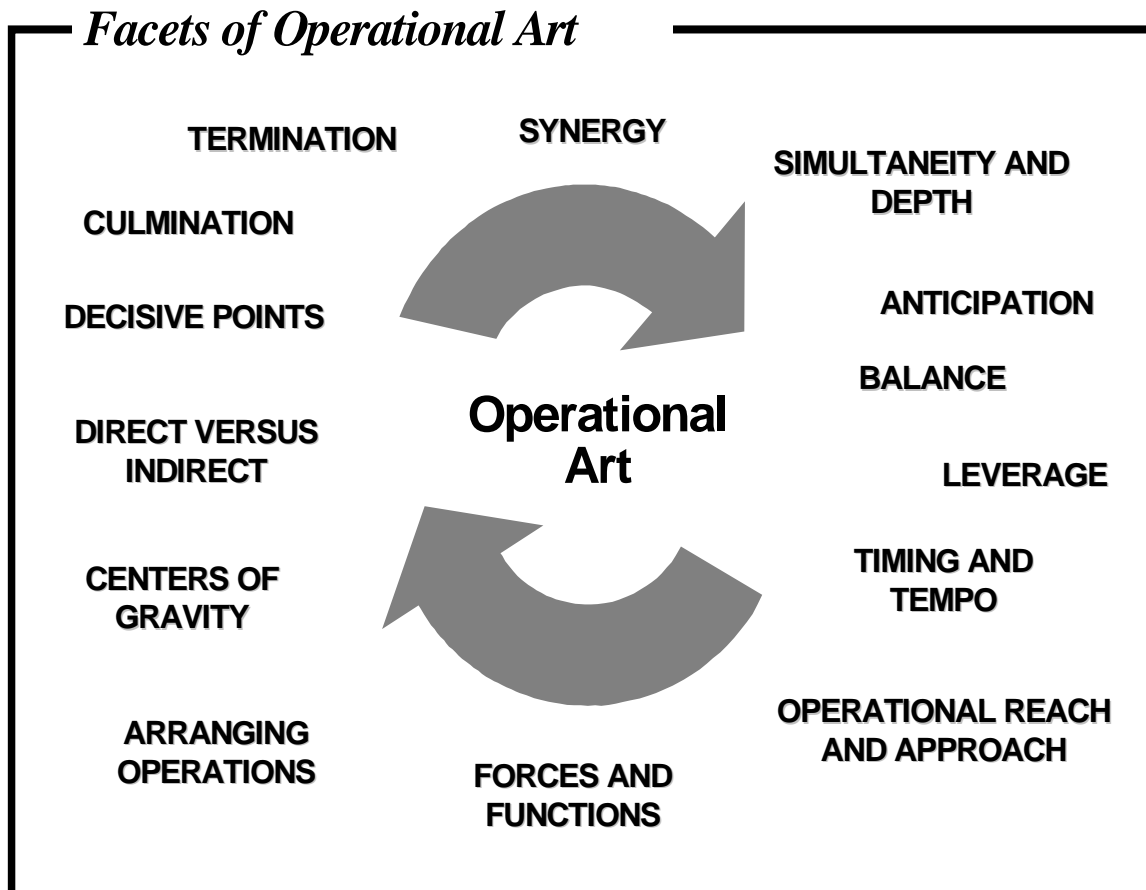 Facets of Operational Art
TERMINATION
SYNERGY
SIMULTANEITY AND
DEPTH
CULMINATION
ANTICIPATION
DECISIVE POINTS
BALANCE
Operational
Art
DIRECT VERSUS
INDIRECT
LEVERAGE
CENTERS OF
GRAVITY
TIMING AND
TEMPO
OPERATIONAL REACH
AND APPROACH
ARRANGING
OPERATIONS
FORCES AND
FUNCTIONS